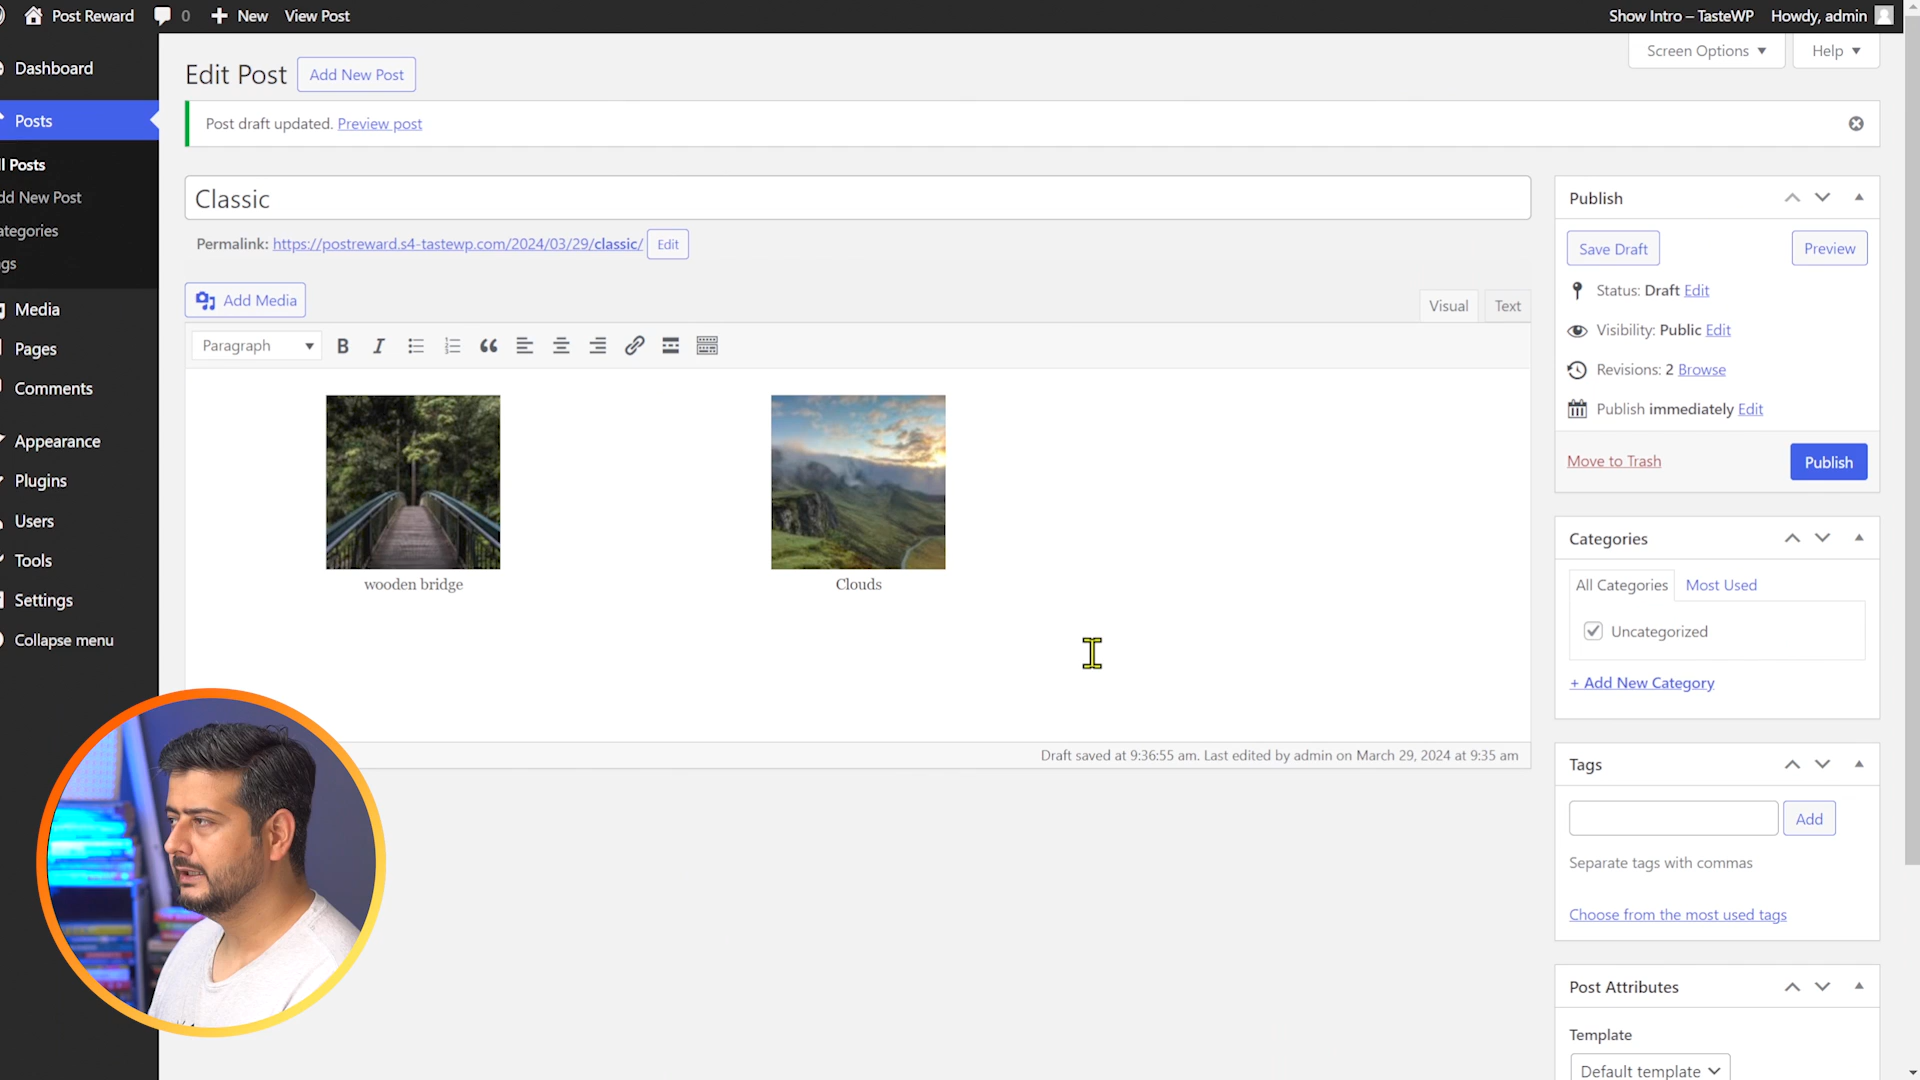 Post Reward
0
New
View Post
Show Intro – TasteWP
Howdy, admin
Dashboard
Posts
ll Posts
dd New Post
ategories
gs
Media
Pages
Comments
Appearance
Plugins
Users
Tools
Settings
Collapse menu
Screen Options
Help
Edit Post
Add New Post
Post draft updated. Preview post
Classic
Permalink: https://postreward.s4-tastewp.com/2024/03/29/classic/ Edit
Add Media
Visual
Text
Paragraph
B
I
wooden bridge
Clouds
Draft saved at 9:36:55 am. Last edited by admin on March 29, 2024 at 9:35 am
Publish
Save Draft
Preview
Status: Draft Edit
Visibility: Public Edit
Revisions: 2 Browse
Publish immediately Edit
Move to Trash
Publish
Categories
All Categories
Most Used
Uncategorized
+ Add New Category
Tags
Add
Separate tags with commas
Choose from the most used tags
Post Attributes
Template
Default template